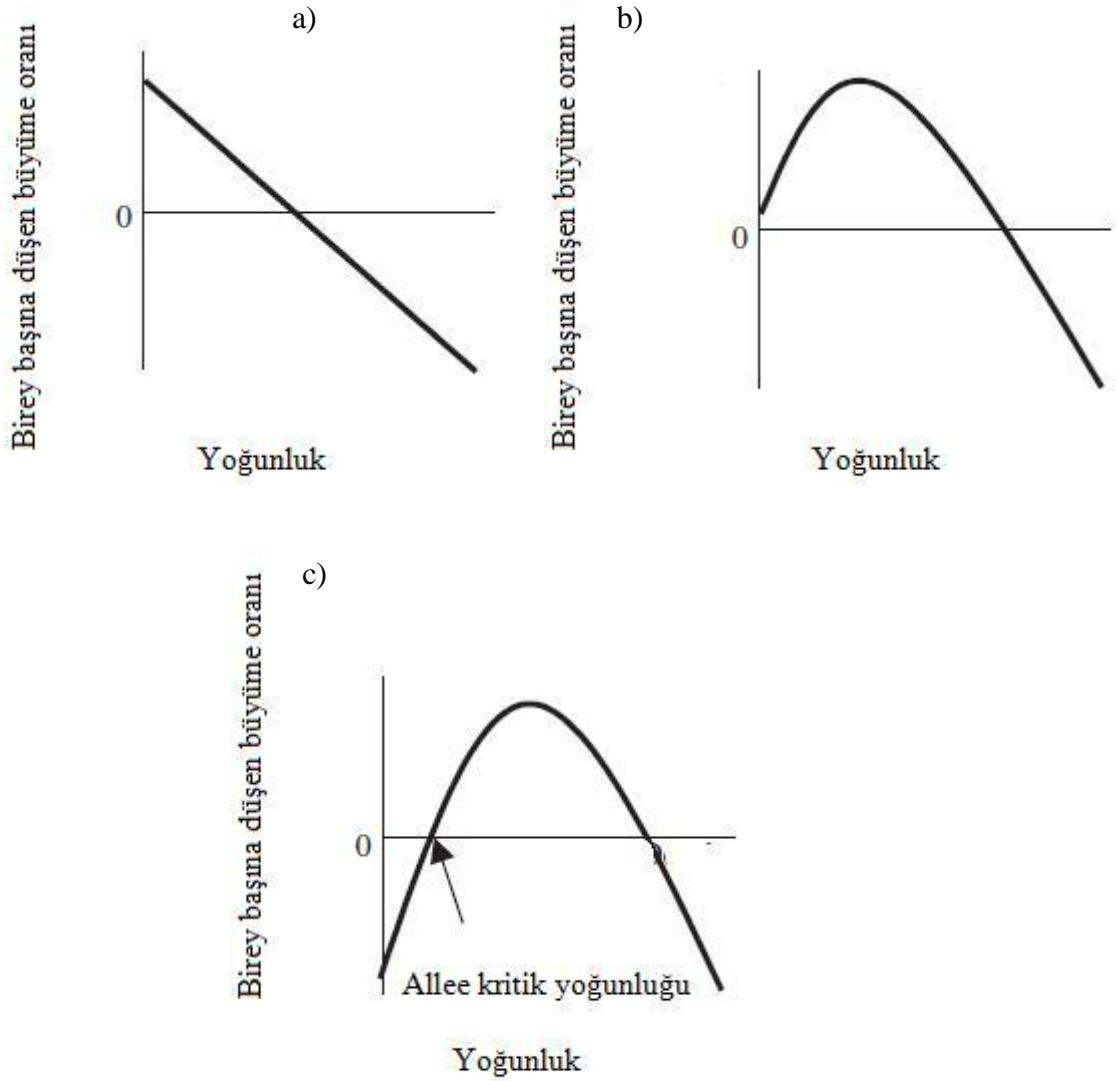 a)
Birey başına düşen büyüme oranı
0
Yoğunluk
b)
Birey başına düşen büyüme oranı
0
Yoğunluk
c)
Birey başına düşen büyüme oranı
0
Allee kritik yoğunluğu
Yoğunluk